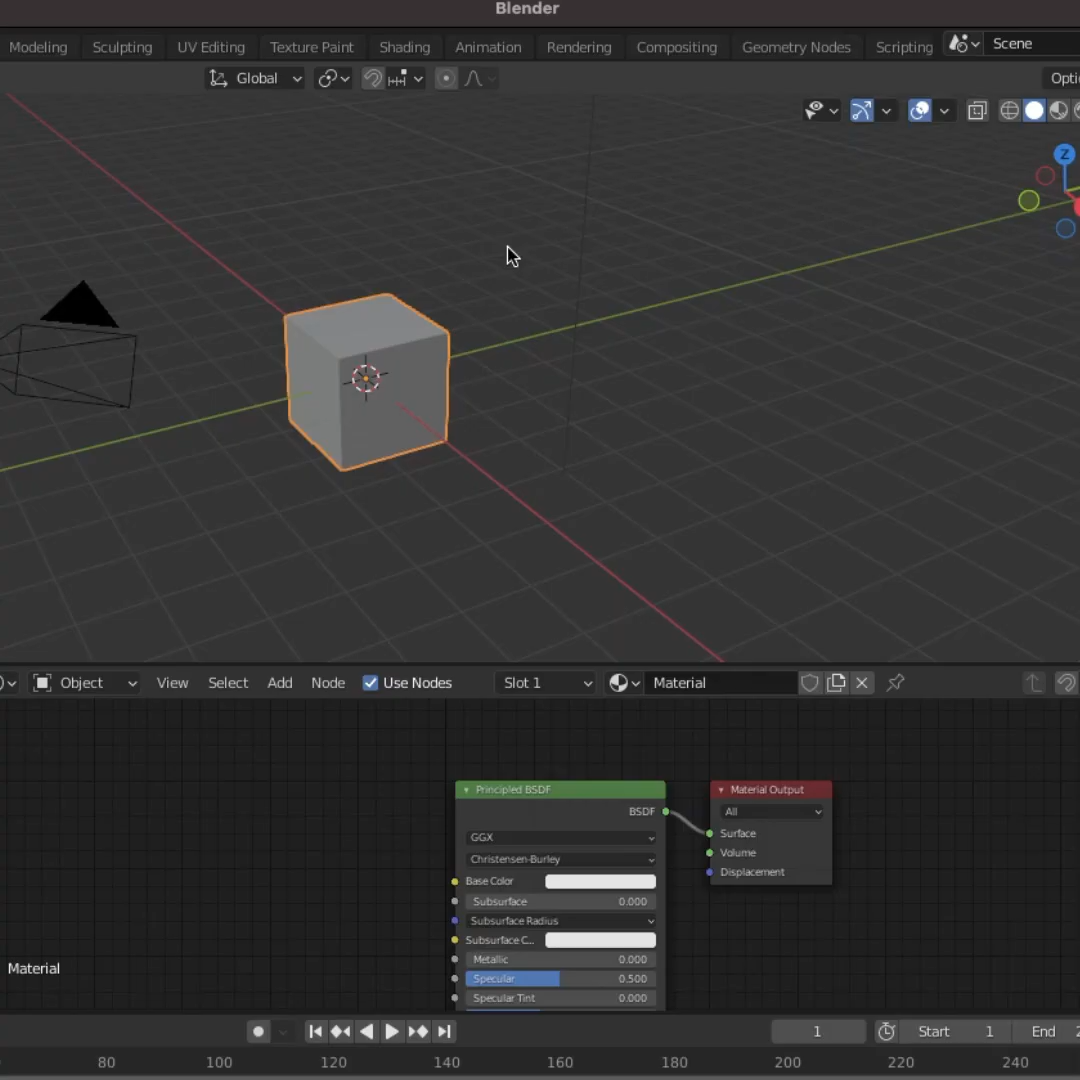 Blender
Modeling Sculpting UV Editing Texture Paint Shading Animation Rendering Compositing Geometry Nodes Scripting Scene
Global
Z
Object View Select Add Node Use Nodes Slot 1 Material
Principled BSDF
BSDF
GGX
Christensen-Burley
Base Color
Subsurface 0.000
Subsurface Radius
Subsurface C...
Metallic 0.000
Specular 0.500
Specular Tint 0.000
Material Output
All
Surface
Volume
Displacement
Material
1 Start 1 End
80 100 120 140 160 180 200 220 240